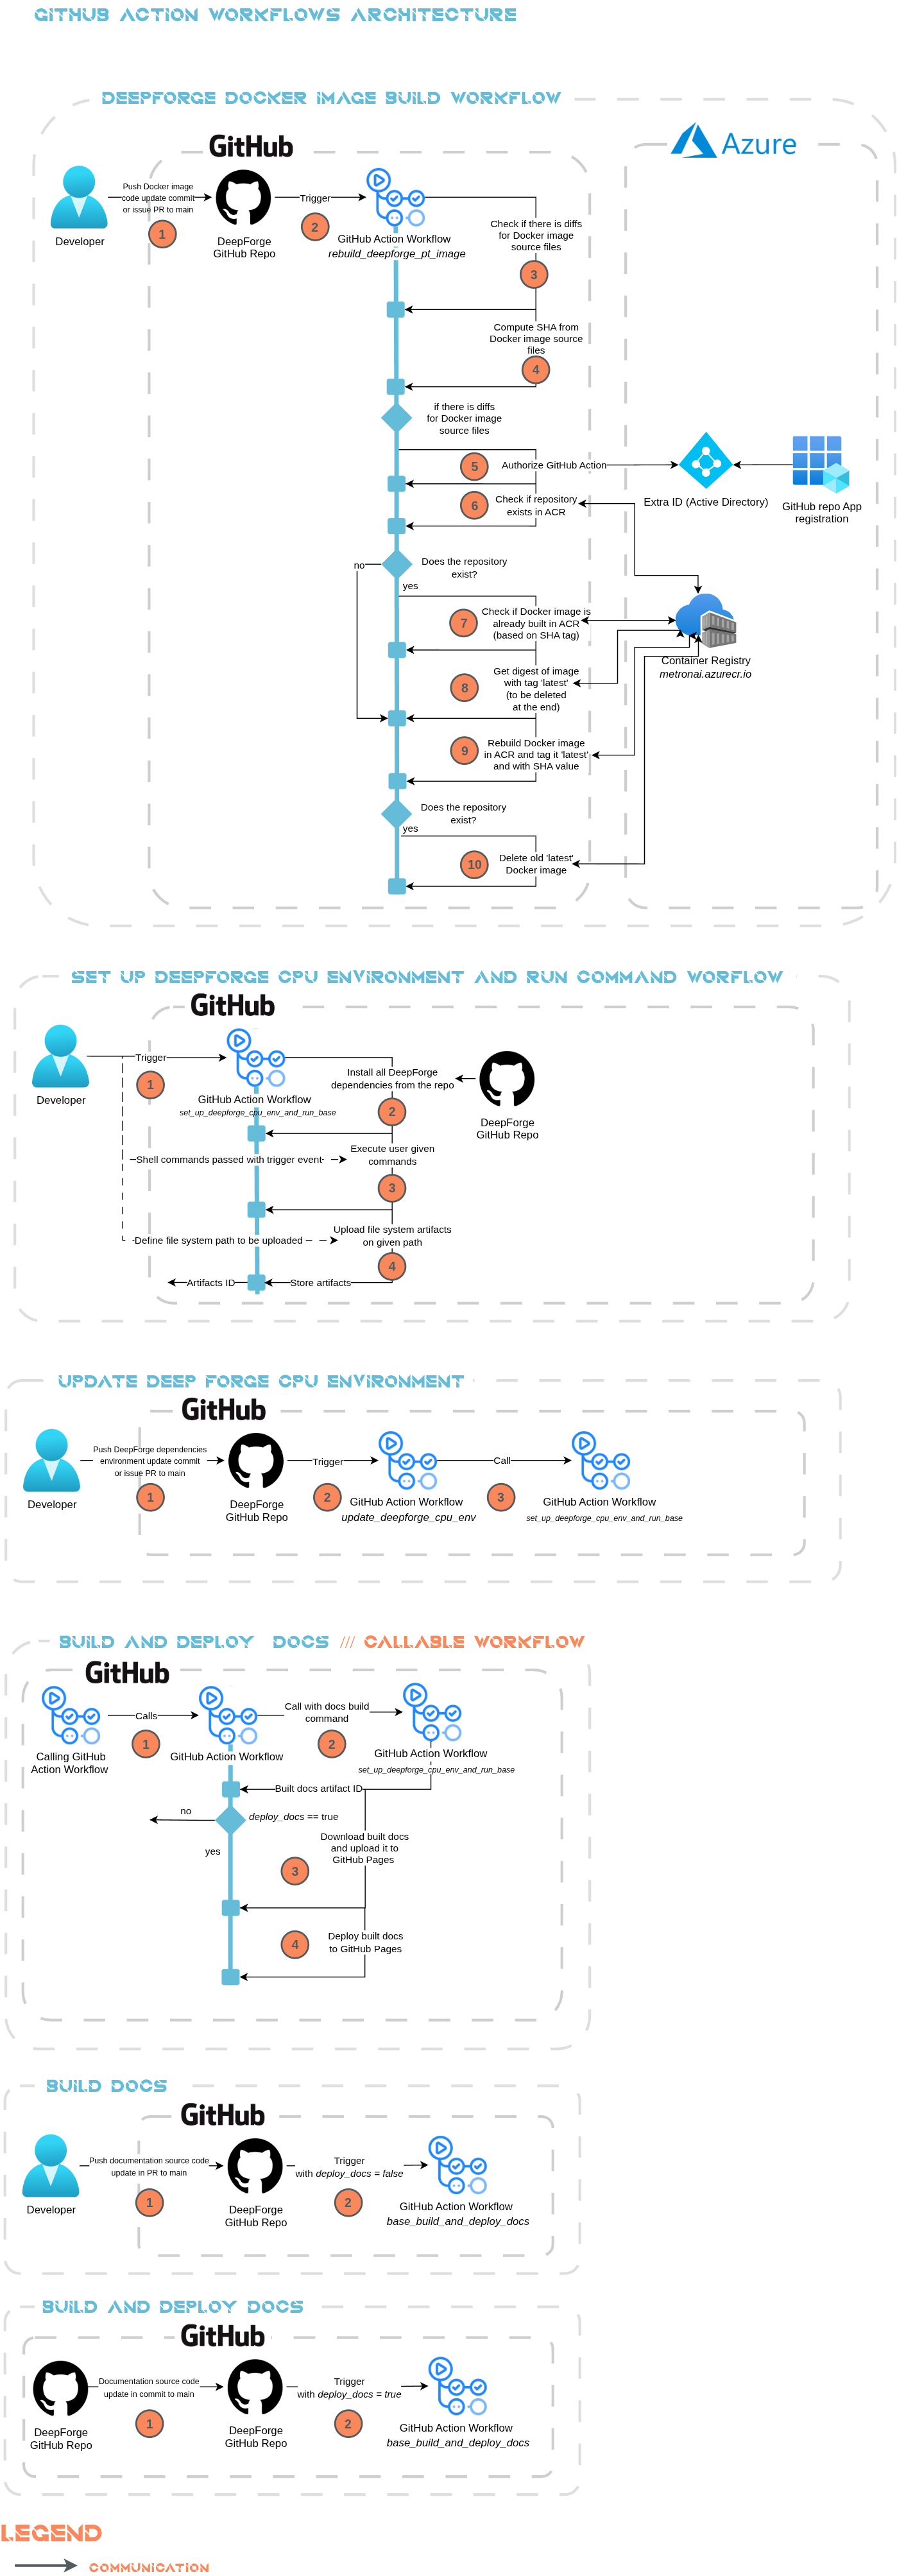 GITHUB ACTION WORKFLOWS ARCHITECTURE
DEEPFORGE DOCKER IMAGE BUILD WORKFLOW
GitHub
Azure
Push Docker image
code update commit
or issue PR to main
1
Developer
DeepForge
GitHub Repo
Trigger
2
GitHub Action Workflow
rebuild_deepforge_pt_image
Check if there is diffs
for Docker image
source files
3
Compute SHA from
Docker image source
files
4
if there is diffs
for Docker image
source files
5
Authorize GitHub Action
Extra ID (Active Directory)
GitHub repo App
registration
6
Check if repository
exists in ACR
no
Does the repository
exist?
yes
7
Check if Docker image is
already built in ACR
(based on SHA tag)
Container Registry
metronai.azurecr.io
8
Get digest of image
with tag 'latest'
(to be deleted
at the end)
9
Rebuild Docker image
in ACR and tag it 'latest'
and with SHA value
Does the repository
exist?
yes
10
Delete old 'latest'
Docker image
SET UP DEEPFORGE CPU ENVIRONMENT AND RUN COMMAND WORFLOW
GitHub
Developer
Trigger
1
GitHub Action Workflow
set_up_deepforge_cpu_env_and_run_base
Install all DeepForge
dependencies from the repo
2
DeepForge
GitHub Repo
Shell commands passed with trigger event
Execute user given
commands
3
Define file system path to be uploaded
Upload file system artifacts
on given path
4
Artifacts ID
Store artifacts
UPDATE DEEP FORGE CPU ENVIRONMENT
GitHub
Push DeepForge dependencies
environment update commit
or issue PR to main
1
Developer
DeepForge
GitHub Repo
Trigger
2
GitHub Action Workflow
update_deepforge_cpu_env
Call
3
GitHub Action Workflow
set_up_deepforge_cpu_env_and_run_base
BUILD AND DEPLOY DOCS /// CALLABLE WORKFLOW
GitHub
Calling GitHub
Action Workflow
Calls
1
GitHub Action Workflow
Call with docs build
command
2
GitHub Action Workflow
set_up_deepforge_cpu_env_and_run_base
Built docs artifact ID
no
deploy_docs == true
yes
Download built docs
and upload it to
GitHub Pages
3
4
Deploy built docs
to GitHub Pages
BUILD DOCS
GitHub
Push documentation source code
update in PR to main
1
Developer
DeepForge
GitHub Repo
Trigger
with deploy_docs = false
2
GitHub Action Workflow
base_build_and_deploy_docs
BUILD AND DEPLOY DOCS
GitHub
DeepForge
GitHub Repo
Documentation source code
update in commit to main
1
DeepForge
GitHub Repo
Trigger
with deploy_docs = true
2
GitHub Action Workflow
base_build_and_deploy_docs
LEGEND
COMMUNICATION